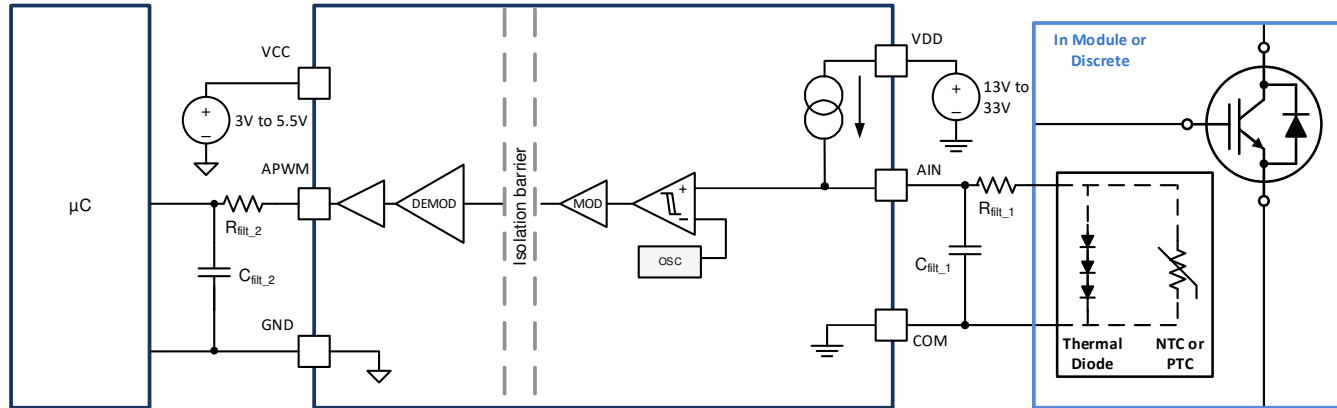 µC
VCC
+
−
3V to 5.5V
APWM
Rfilt_2
Cfilt_2
GND
DEMOD
Isolation barrier
MOD
+
−
OSC
VDD
+
−
13V to
33V
AIN
Rfilt_1
Cfilt_1
COM
In Module or
Discrete
Thermal
Diode
NTC or
PTC